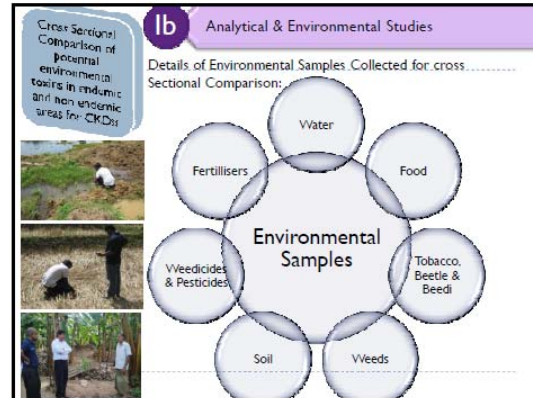 Cross Sectional
Comparison of
potential
environmental
toxins in endemic
and non endemic
areas for CKDu
Ib
Analytical & Environmental Studies
Details of Environmental Samples Collected for cross
Sectional Comparison:
Water
Food
Tobacco,
Beetle &
Beedi
Weeds
Soil
Weedicides
& Pesticides
Fertillisers
Environmental
Samples